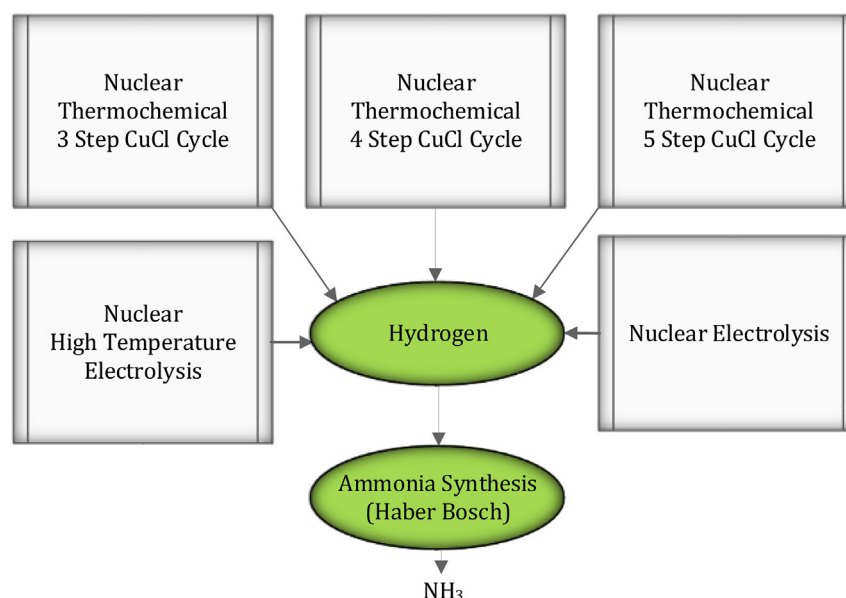 Nuclear
Thermochemical
3 Step CuCl Cycle
Nuclear
Thermochemical
4 Step CuCl Cycle
Nuclear
Thermochemical
5 Step CuCl Cycle
Nuclear
High Temperature
Electrolysis
Hydrogen
Nuclear Electrolysis
Ammonia Synthesis
(Haber Bosch)
NH₃